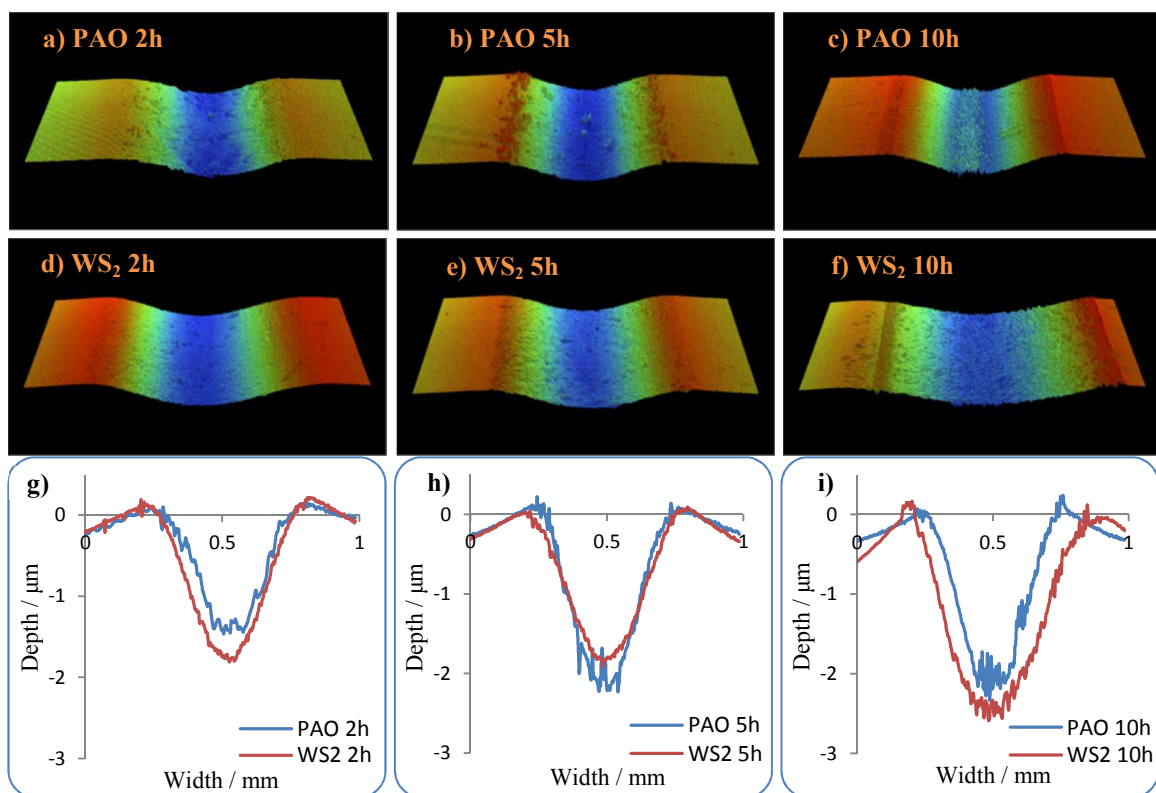 a) PAO 2h
b) PAO 5h
c) PAO 10h
d) WS₂ 2h
e) WS₂ 5h
f) WS₂ 10h
g)
0
-1
-2
-3
0
0.5
1
Depth / µm
Width / mm
PAO 2h
WS2 2h
h)
0
-1
-2
-3
0
0.5
1
Depth / µm
Width / mm
PAO 5h
WS2 5h
i)
0
-1
-2
-3
0
0.5
1
Depth / µm
Width / mm
PAO 10h
WS2 10h